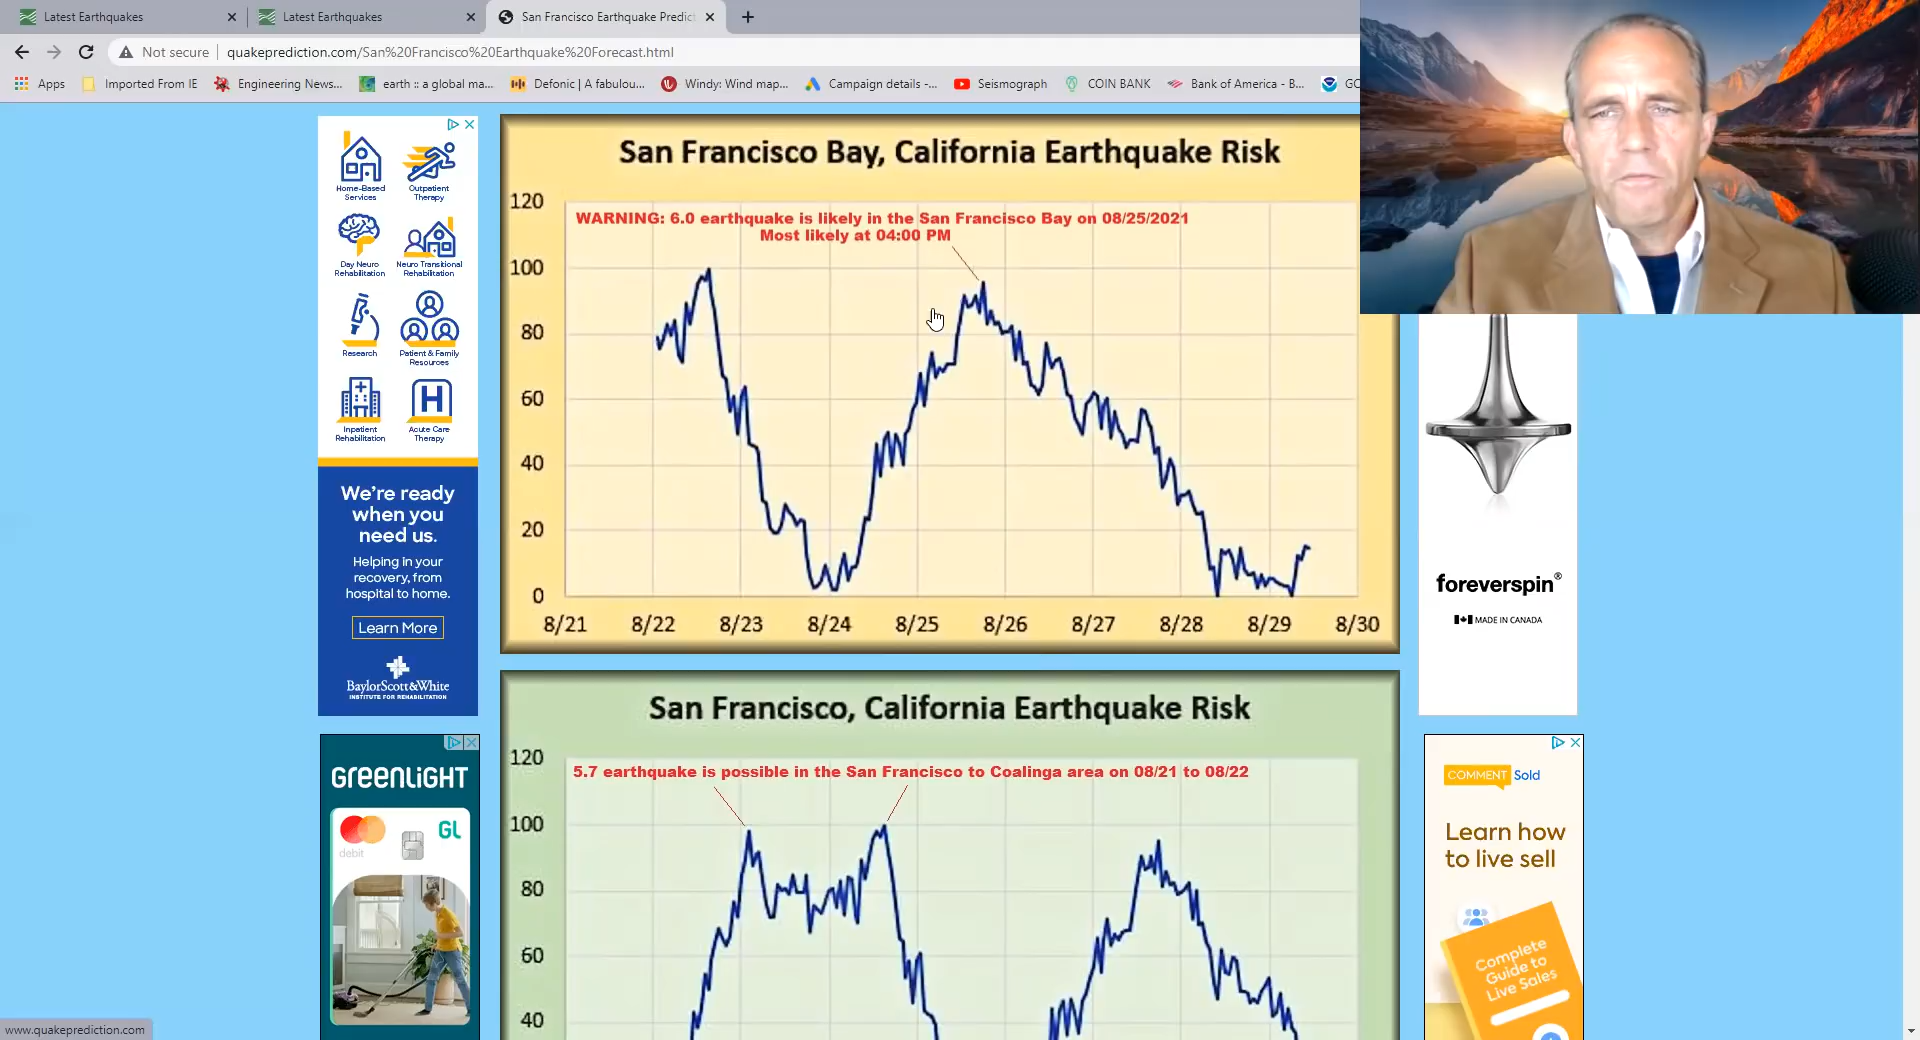 Latest Earthquakes
Latest Earthquakes
San Francisco Earthquake Predic
Not secure
quakeprediction.com/San%20Francisco%20Earthquake%20Forecast.html
Apps
Imported From IE
Engineering News...
earth :: a global ma...
Defonic | A fabulou...
Windy: Wind map...
Campaign details -...
Seismograph
COIN BANK
Bank of America - B...
GO
Home-Based
Services
Outpatient
Therapy
Day Neuro
Rehabilitation
Neuro Transitional
Rehabilitation
Research
Patient & Family
Resources
Inpatient
Rehabilitation
H
Acute Care
Therapy
We're ready
when you
need us.
Helping in your
recovery, from
hospital to home.
Learn More
BaylorScott&White
INSTITUTE FOR REHABILITATION
GREENLIGHT
GL
debit
San Francisco Bay, California Earthquake Risk
WARNING: 6.0 earthquake is likely in the San Francisco Bay on 08/25/2021
Most likely at 04:00 PM
120
100
80
60
40
20
0
8/21 8/22 8/23 8/24 8/25 8/26 8/27 8/28 8/29 8/30
San Francisco, California Earthquake Risk
5.7 earthquake is possible in the San Francisco to Coalinga area on 08/21 to 08/22
120
100
80
60
40
foreverspin®
MADE IN CANADA
COMMENT Sold
Learn how
to live sell
Complete
Guide to
Live Sales
www.quakeprediction.com